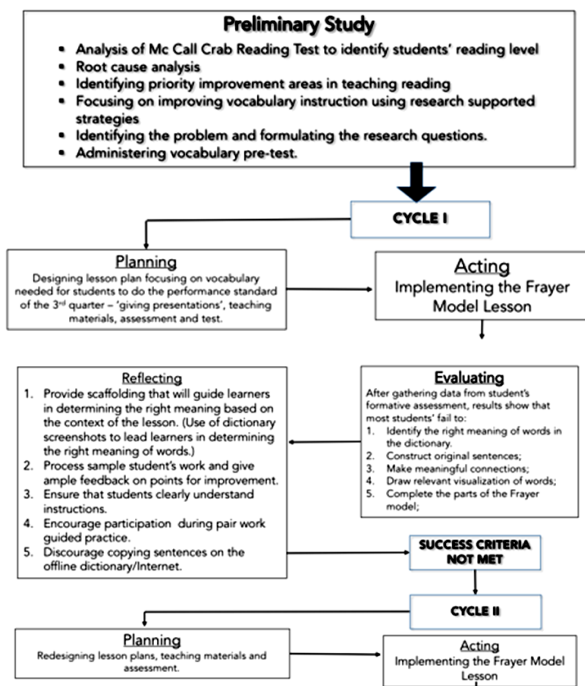 Preliminary Study
▪ Analysis of Mc Call Crab Reading Test to identify students' reading level
▪ Root cause analysis
▪ Identifying priority improvement areas in teaching reading
▪ Focusing on improving vocabulary instruction using research supported
strategies
▪ Identifying the problem and formulating the research questions.
▪ Administering vocabulary pre-test.
CYCLE I
Planning
Designing lesson plan focusing on vocabulary
needed for students to do the performance standard
of the 3rd quarter – 'giving presentations', teaching
materials, assessment and test.
Acting
Implementing the Frayer
Model Lesson
Evaluating
After gathering data from student's
formative assessment, results show that
most students' fail to:
1. Identify the right meaning of words in
the dictionary.
2. Construct original sentences;
3. Make meaningful connections;
4. Draw relevant visualization of words;
5. Complete the parts of the Frayer
model;
Reflecting
1. Provide scaffolding that will guide learners
in determining the right meaning based on
the context of the lesson. (Use of dictionary
screenshots to lead learners in determining
the right meaning of words.)
2. Process sample student's work and give
ample feedback on points for improvement.
3. Ensure that students clearly understand
instructions.
4. Encourage participation during pair work
guided practice.
5. Discourage copying sentences on the
offline dictionary/Internet.
SUCCESS CRITERIA
NOT MET
CYCLE II
Planning
Redesigning lesson plans, teaching materials and
assessment.
Acting
Implementing the Frayer Model
Lesson